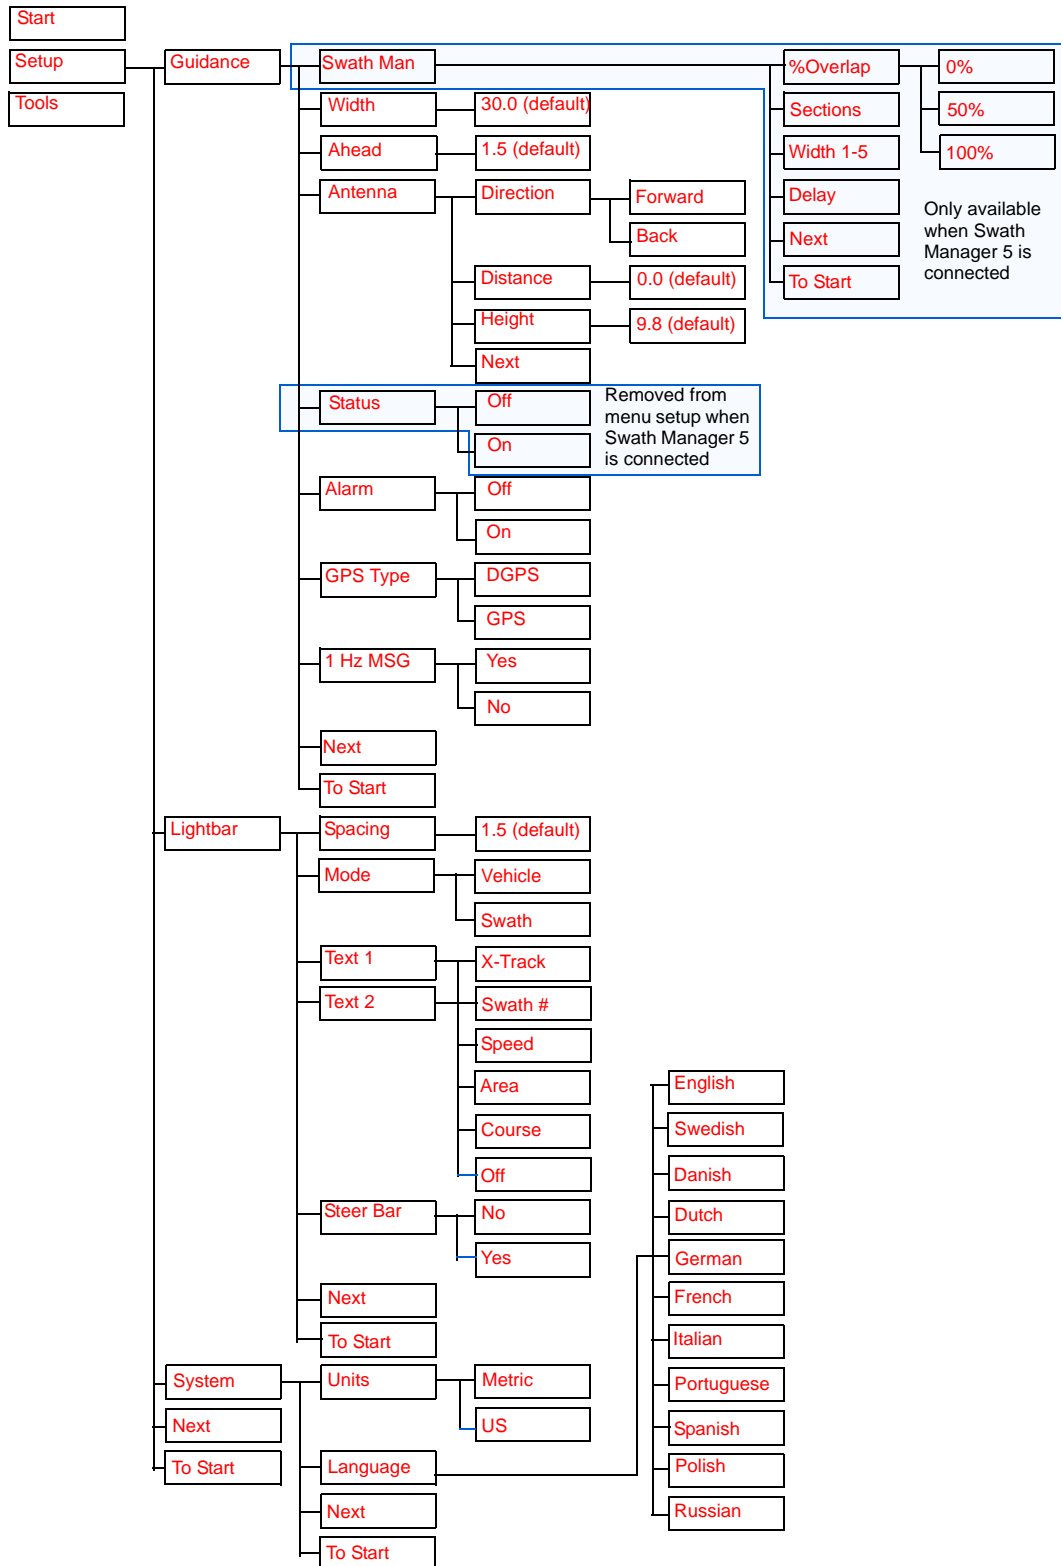 Start
Setup
Guidance
Swath Man
%Overlap
0%
Tools
Width
30.0 (default)
Sections
50%
Ahead
1.5 (default)
Width 1-5
100%
Antenna
Direction
Forward
Delay
Only available
when Swath
Manager 5 is
connected
Back
Next
Distance
0.0 (default)
To Start
Height
9.8 (default)
Next
Status
Off
Removed from
menu setup when
Swath Manager 5
is connected
On
Alarm
Off
On
GPS Type
DGPS
GPS
1 Hz MSG
Yes
No
Next
To Start
Lightbar
Spacing
1.5 (default)
Mode
Vehicle
Swath
Text 1
X-Track
Text 2
Swath #
Speed
Area
English
Course
Swedish
Off
Danish
Steer Bar
No
Dutch
Yes
German
Next
French
To Start
Italian
System
Units
Metric
Portuguese
Next
US
Spanish
To Start
Language
Polish
Next
Russian
To Start